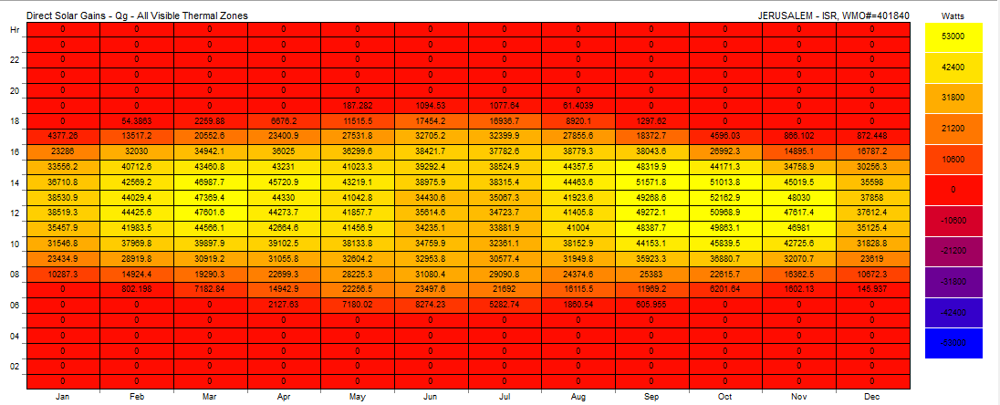 Direct Solar Gains - Qg - All Visible Thermal Zones JERUSALEM - ISR, WMO#=401840
Hr 0 0 0 0 0 0 0 0 0 0 0 0
0 0 0 0 0 0 0 0 0 0 0 0
22 0 0 0 0 0 0 0 0 0 0 0 0
0 0 0 0 0 0 0 0 0 0 0 0
20 0 0 0 0 0 0 0 0 0 0 0 0
0 0 0 0 137.232 1094.53 1077.64 61.4039 0 0 0 0
18 0 54.3863 2259.88 6676.2 11515.5 17454.2 16936.7 8920.1 1297.62 0 0 0
4377.26 13517.2 20552.6 23400.9 27531.8 32705.2 32399.9 27855.6 18372.7 4596.03 866.102 872.448
16 23286 32030 34942.1 36025 36299.6 38421.7 37782.6 38779.3 38043.6 26992.3 14895.1 16787.2
33556.2 40712.6 43460.8 43231 41023.3 39292.4 38524.9 44357.5 48319.9 44171.3 34758.9 30256.3
14 36710.8 42569.2 46987.7 45720.9 43219.1 38975.9 38315.4 44463.6 51571.8 51013.8 45019.5 35598
38530.9 44029.4 47369.4 44330 41042.8 34430.6 35067.3 41923.6 49268.6 52162.9 48030 37858
12 38519.3 44425.6 47601.6 44273.7 41857.7 35614.6 34723.7 41405.8 49272.1 50968.9 47617.4 37612.4
35457.9 41983.5 44566.1 42664.6 41456.9 34235.1 33881.9 41004 48387.7 49863.1 46981 35125.4
10 31546.8 37969.8 39897.9 39102.5 38133.8 34759.9 32361.1 38152.9 44153.1 45839.5 42725.6 31828.8
23434.9 28919.8 30919.2 31055.8 32604.2 32953.8 30577.4 31949.8 35923.3 36880.7 32070.7 23619
08 10287.3 14924.4 19290.3 22699.3 28225.3 31080.4 29090.8 24374.6 25383 22615.7 16362.5 10672.3
0 802.198 7182.84 14942.9 22256.5 23497.6 21692 16115.5 11969.2 6201.64 1602.13 145.937
06 0 0 0 2127.63 7180.02 8274.23 5282.74 1860.54 605.955 0 0 0
0 0 0 0 0 0 0 0 0 0 0 0
04 0 0 0 0 0 0 0 0 0 0 0 0
0 0 0 0 0 0 0 0 0 0 0 0
02 0 0 0 0 0 0 0 0 0 0 0 0
0 0 0 0 0 0 0 0 0 0 0 0
Jan Feb Mar Apr May Jun Jul Aug Sep Oct Nov Dec
Watts
53000
42400
31800
21200
10600
0
-10600
-21200
-31800
-42400
-53000